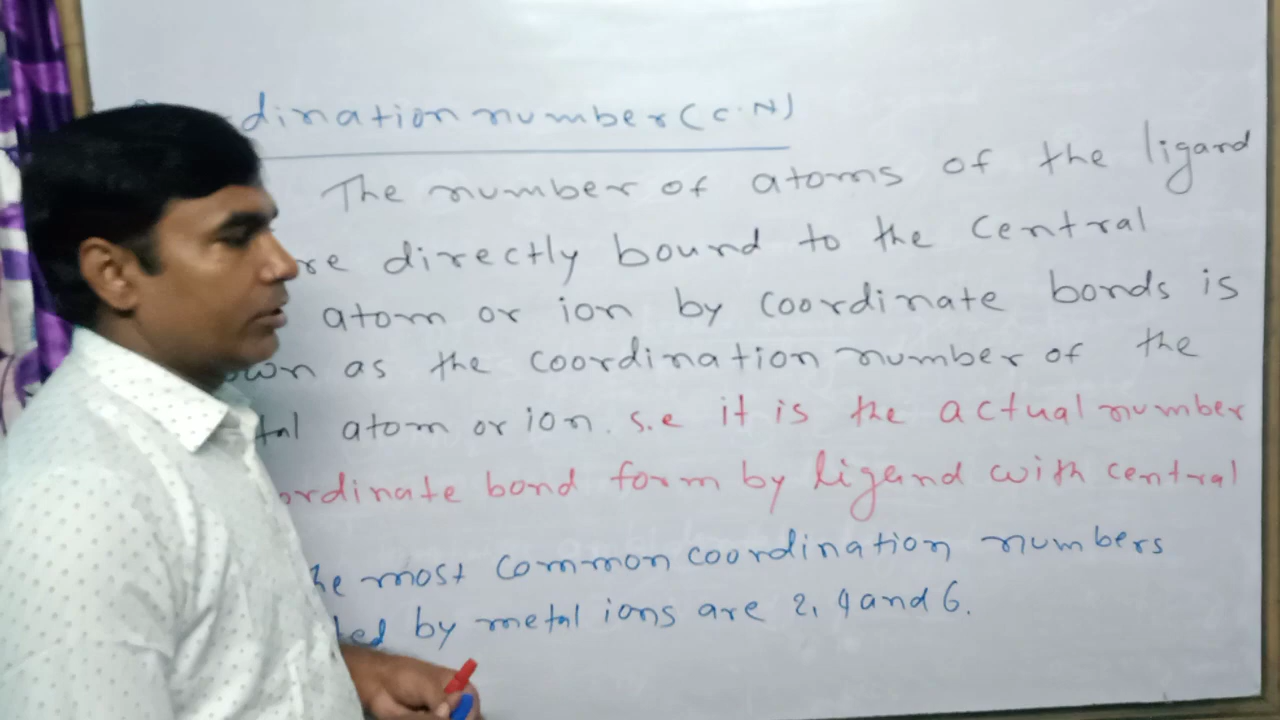 dination number (C.N)
The number of atoms of the ligand
re directly bound to the central
atom or ion by coordinate bonds is
own as the coordination number of the
tal atom or ion. s.e it is the actual number
ordinate bond form by ligand with central
he most common coordination numbers
ted by metal ions are 2, 4 and 6.